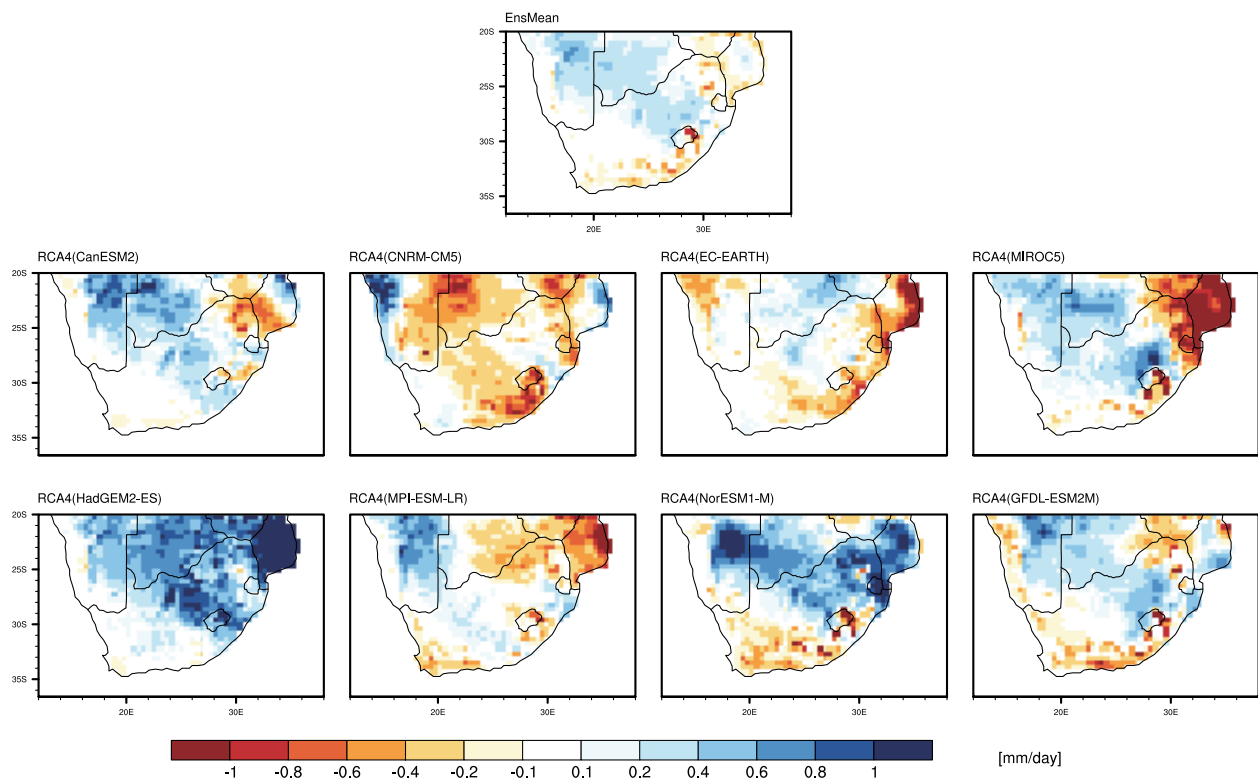 EnsMean
20S
25S
30S
35S
20E 30E
RCA4(CanESM2) RCA4(CNRM-CM5) RCA4(EC-EARTH) RCA4(MIROC5)
20S
25S
30S
35S
RCA4(HadGEM2-ES) RCA4(MPI-ESM-LR) RCA4(NorESM1-M) RCA4(GFDL-ESM2M)
20S
25S
30S
35S
20E 30E 20E 30E 20E 30E 20E 30E
[mm/day]
-1 -0.8 -0.6 -0.4 -0.2 -0.1 0.1 0.2 0.4 0.6 0.8 1